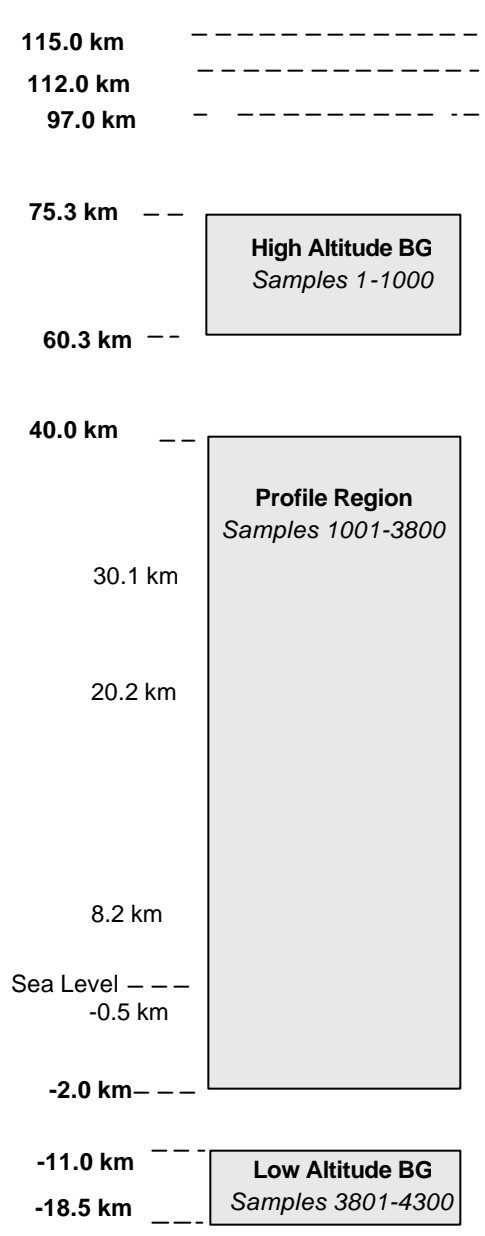 115.0 km
112.0 km
97.0 km
75.3 km
High Altitude BG
Samples 1-1000
60.3 km
40.0 km
Profile Region
Samples 1001-3800
30.1 km
20.2 km
8.2 km
Sea Level
-0.5 km
-2.0 km
-11.0 km
Low Altitude BG
Samples 3801-4300
-18.5 km